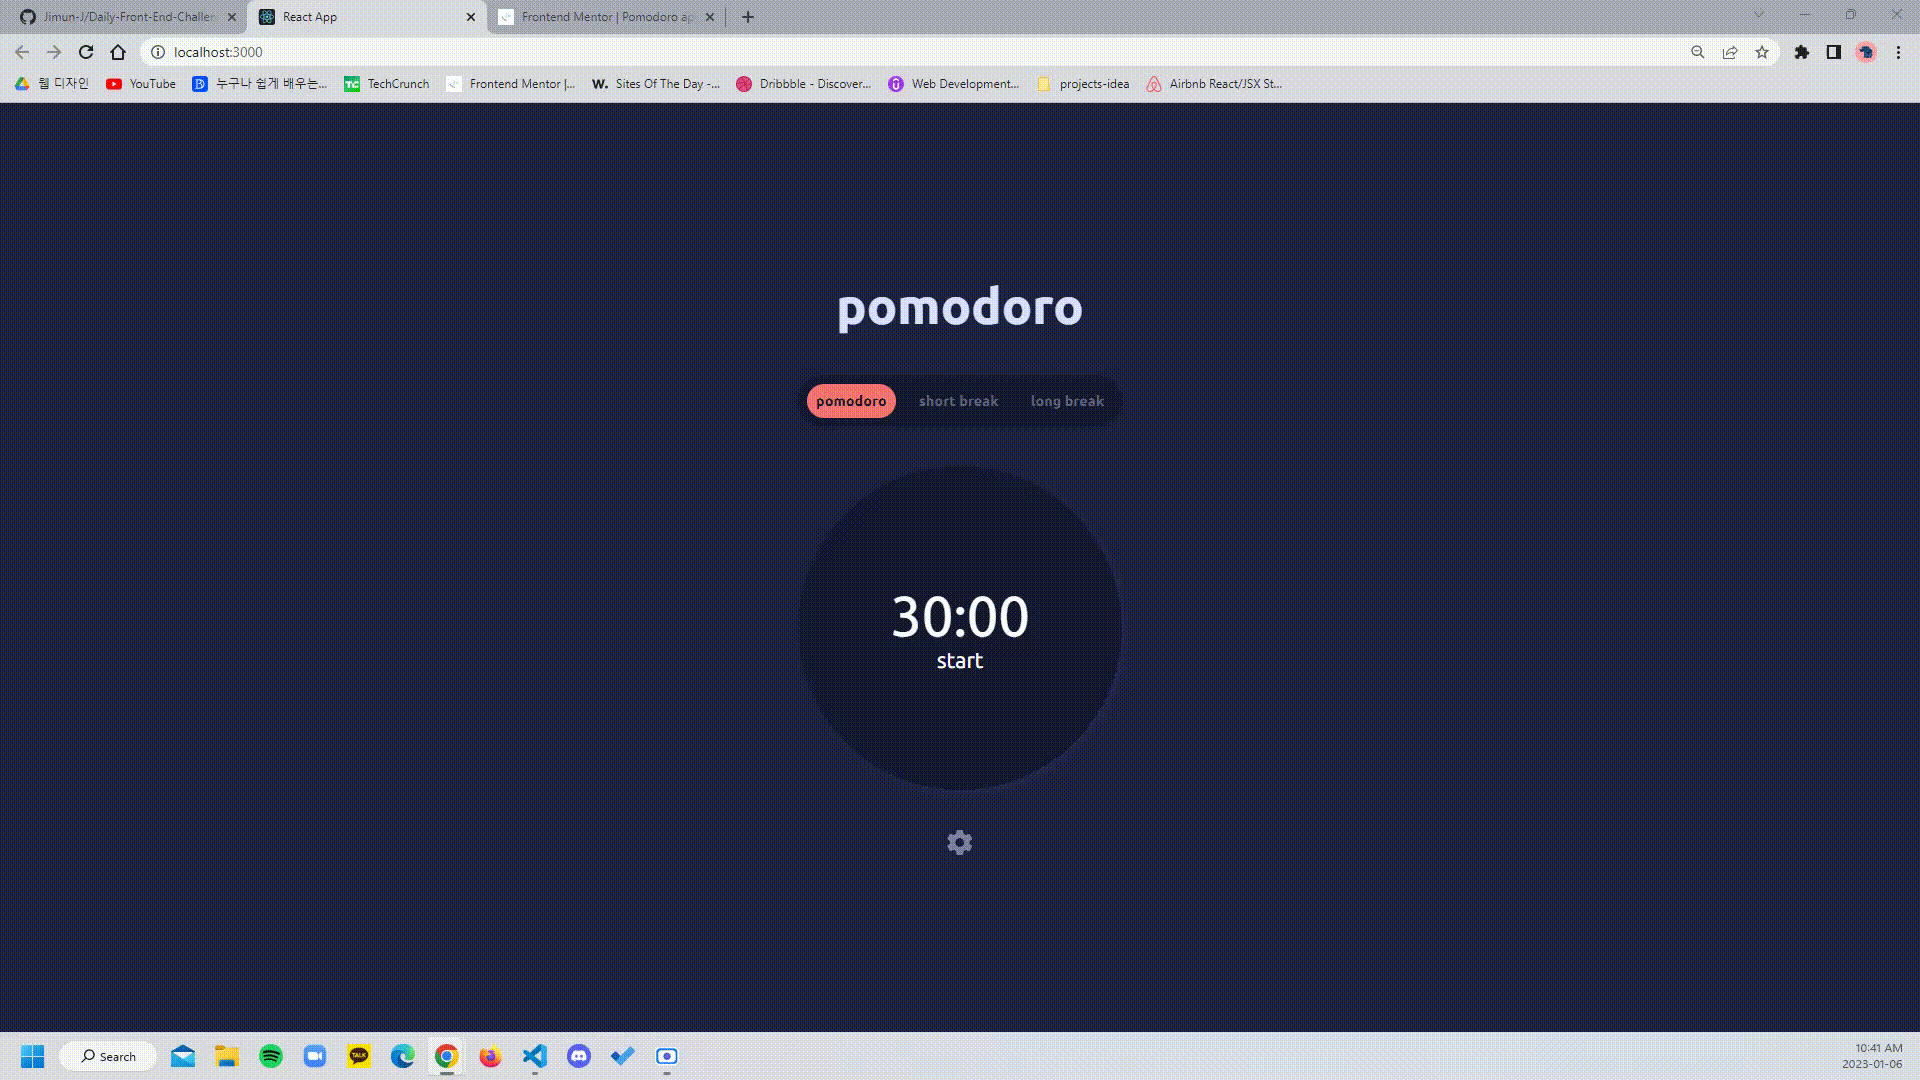 Jimun-J/Daily-Front-End-Challen
React App
Frontend Mentor | Pomodoro ap
localhost:3000
웹 디자인
YouTube
누구나 쉽게 배우는...
TechCrunch
Frontend Mentor |...
W. Sites Of The Day -...
Dribbble - Discover...
Web Development...
projects-idea
Airbnb React/JSX St...
pomodoro
pomodoro short break long break
30:00
start
Search
TALK
10:41 AM
2023-01-06